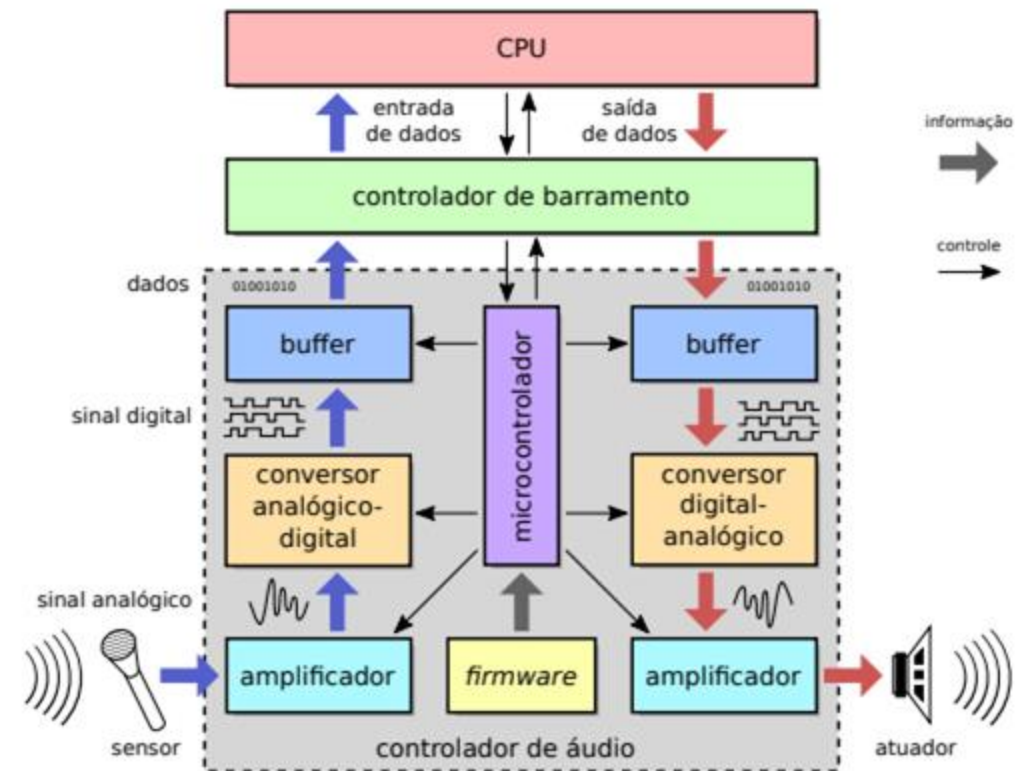 CPU
entrada
de dados
saída
de dados
informação
controlador de barramento
controle
dados
01001010
01001010
buffer
microcontrolador
buffer
sinal digital
conversor
analógico-
digital
conversor
digital-
analógico
sinal analógico
amplificador
firmware
amplificador
sensor
controlador de áudio
atuador